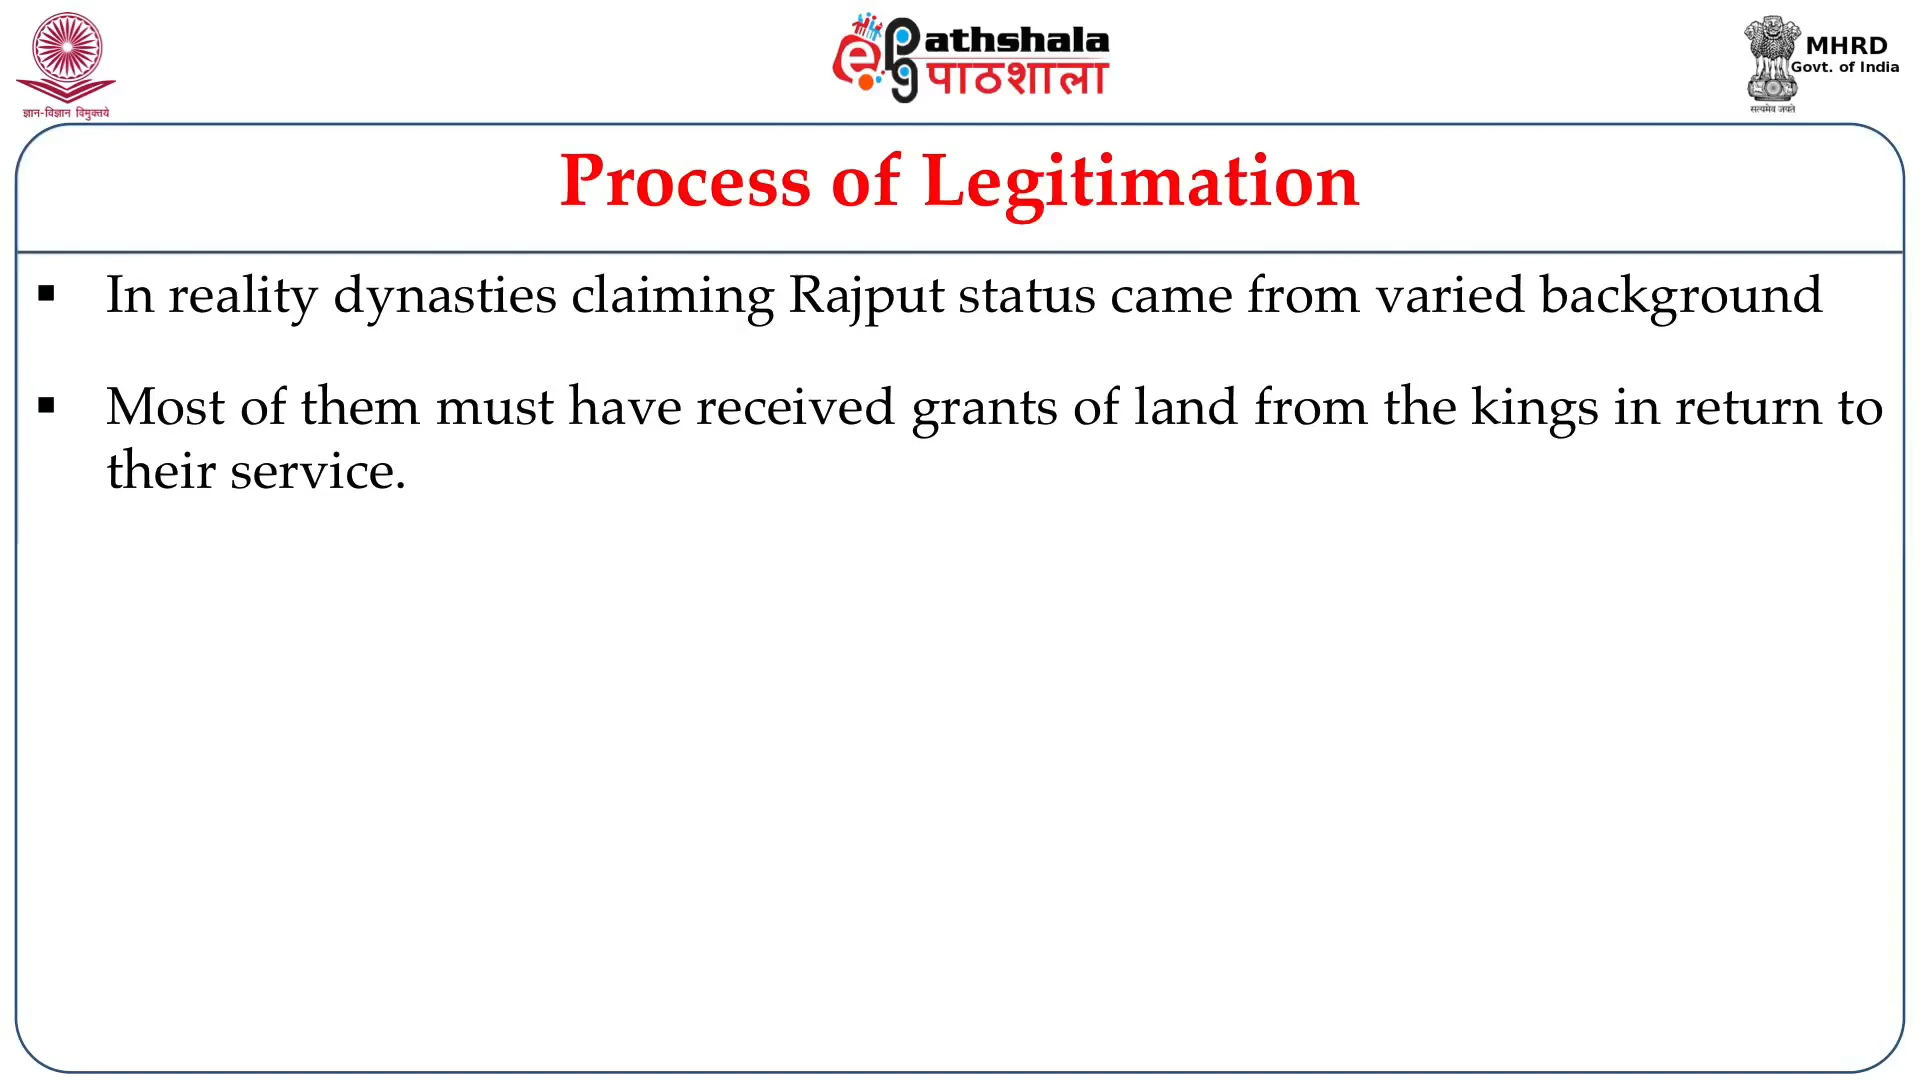 ज्ञान-विज्ञान विमुक्तये
e
pg
Pathshala
पाठशाला
MHRD
Govt. of India
सत्यमेव जयते
Process of Legitimation
▪ In reality dynasties claiming Rajput status came from varied background
▪ Most of them must have received grants of land from the kings in return to
their service.